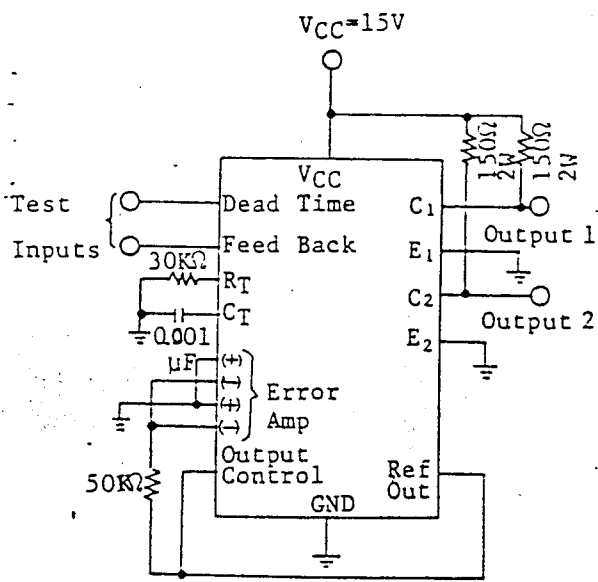 VCC=15V
150Ω
2W
150Ω
2W
VCC
Test
Inputs
Dead Time
Feed Back
30KΩ
RT
CT
0.001
μF
(+)
(−)
(+)
(−)
Error
Amp
Output
Control
50KΩ
GND
C1
Output 1
E1
C2
Output 2
E2
Ref
Out